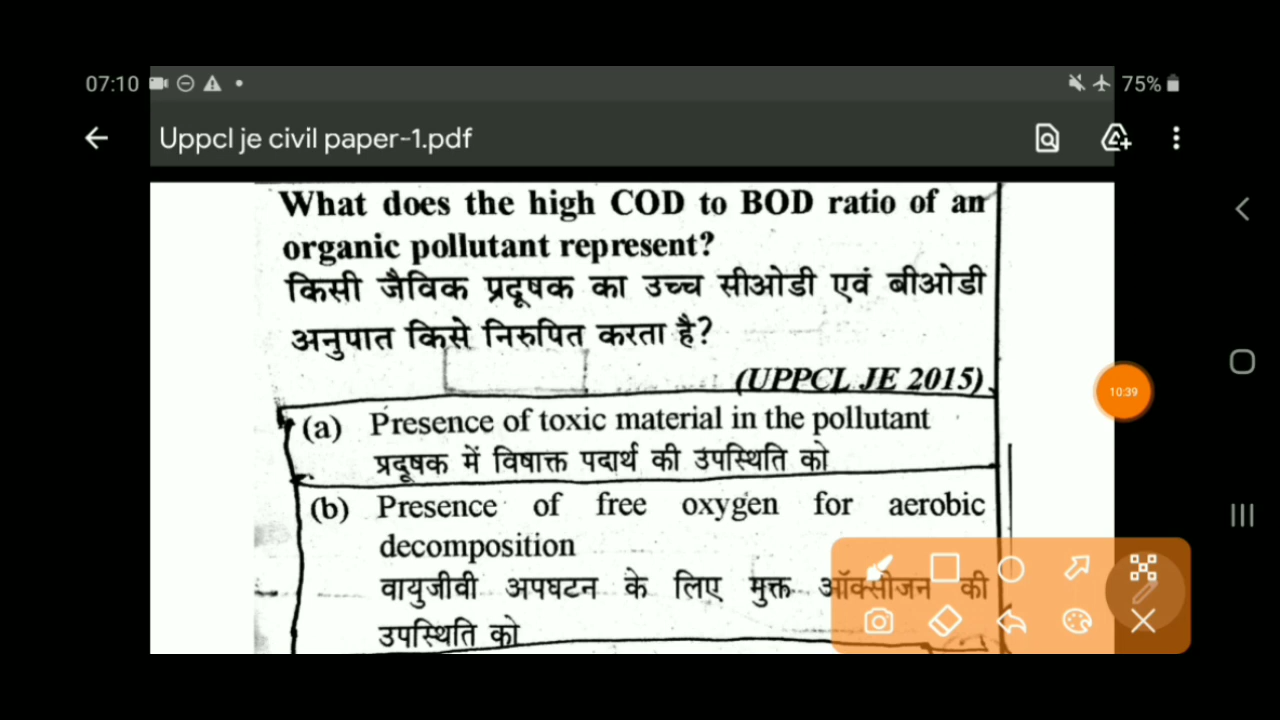 07:10
75%
Uppcl je civil paper-1.pdf
What does the high COD to BOD ratio of an
organic pollutant represent?
किसी जैविक प्रदूषक का उच्च सीओडी एवं बीओडी
अनुपात किसे निरुपित करता है?
(UPPCL JE 2015)
10:39
(a) Presence of toxic material in the pollutant
प्रदूषक में विषाक्त पदार्थ की उपस्थिति को
(b) Presence of free oxygen for aerobic
decomposition
वायुजीवी अपघटन के लिए मुक्त ऑक्सीजन की
उपस्थिति को